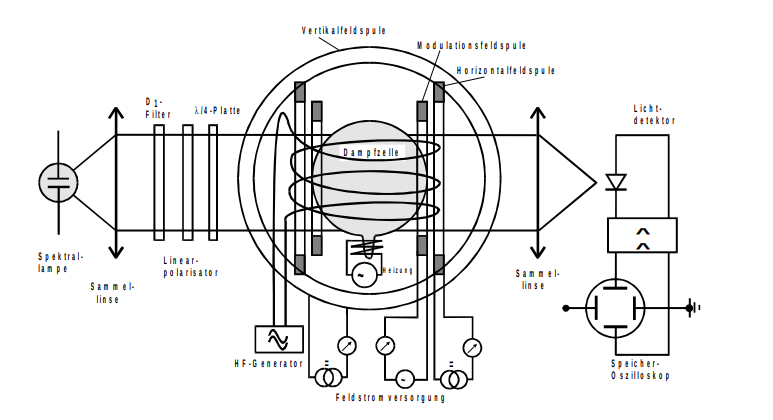 Vertikalfeldspule
Modulationsfeldspule
Horizontalfeldspule
D1-
Filter
λ/4-Platte
Licht-
detektor
Dampfzelle
Spektral-
lampe
Linear-
polarisator
Sammel-
linse
Heizung
Sammel-
linse
HF-Generator
Feldstromversorgung
Speicher-
Oszilloskop